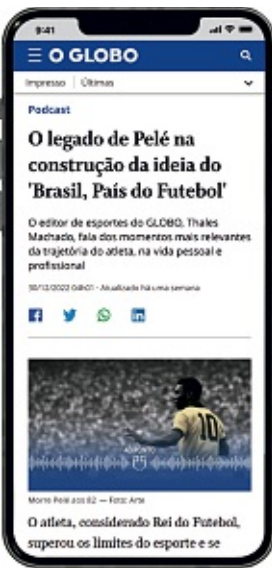 9:41
O GLOBO
Impresso | Últimas
Podcast
O legado de Pelé na
construção da ideia do
'Brasil, País do Futebol'
O editor de esportes do GLOBO, Thales
Machado, fala dos momentos mais relevantes
da trajetória do atleta, na vida pessoal e
profissional
30/12/2022 04h01 - Atualizado há uma semana
10
AO PONTO
Morre Pelé aos 82 — Foto: Arte
O atleta, considerado Rei do Futebol,
superou os limites do esporte e se